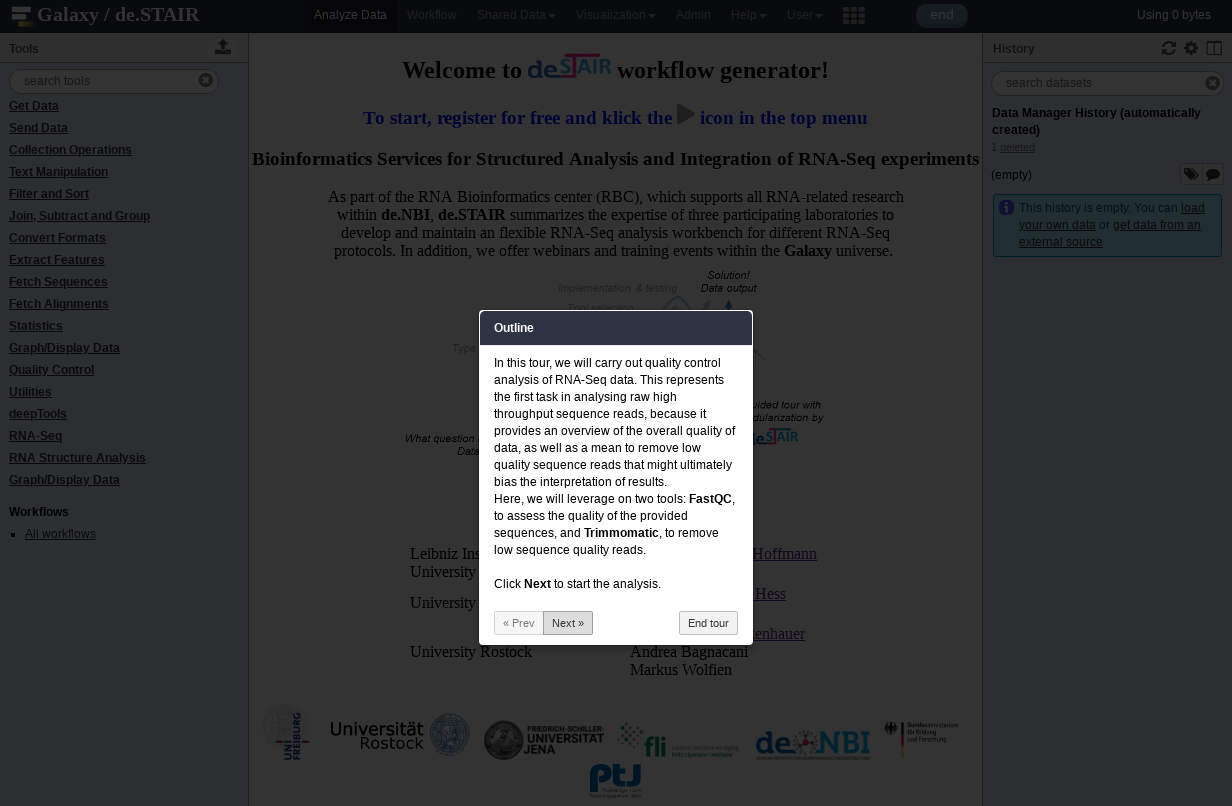 Galaxy / de.STAIR
Analyze Data
Workflow
Shared Data
Visualization
Admin
Help
User
end
Using 0 bytes
Tools
search tools
Get Data
Send Data
Collection Operations
Text Manipulation
Filter and Sort
Join, Subtract and Group
Convert Formats
Extract Features
Fetch Sequences
Fetch Alignments
Statistics
Graph/Display Data
Quality Control
Utilities
deepTools
RNA-Seq
RNA Structure Analysis
Graph/Display Data
Workflows
All workflows
Welcome to deSTAIR workflow generator!
To start, register for free and klick the icon in the top menu
Bioinformatics Services for Structured Analysis and Integration of RNA-Seq experiments
As part of the RNA Bioinformatics center (RBC), which supports all RNA-related research
within de.NBI, de.STAIR summarizes the expertise of three participating laboratories to
develop and maintain an flexible RNA-Seq analysis workbench for different RNA-Seq
protocols. In addition, we offer webinars and training events within the Galaxy universe.
Solution!
Implementation & testing
Data output
Tool selection
Type
uided tour with
dularization by
deSTAIR
What question
Data
Outline
In this tour, we will carry out quality control
analysis of RNA-Seq data. This represents
the first task in analysing raw high
throughput sequence reads, because it
provides an overview of the overall quality of
data, as well as a mean to remove low
quality sequence reads that might ultimately
bias the interpretation of results.
Here, we will leverage on two tools: FastQC,
to assess the quality of the provided
sequences, and Trimmomatic, to remove
low sequence quality reads.
Click Next to start the analysis.
« Prev
Next »
End tour
Leibniz Ins
Hoffmann
University
University
Hess
enhauer
University Rostock
Andrea Bagnacani
Markus Wolfien
UNI
FREIBURG
Universität
Rostock
FRIEDRICH-SCHILLER-
UNIVERSITÄT
JENA
fli
de.NBI
Bundesministerium
für Bildung
und Forschung
PtJ
History
search datasets
Data Manager History (automatically
created)
1 deleted
(empty)
This history is empty. You can load
your own data or get data from an
external source